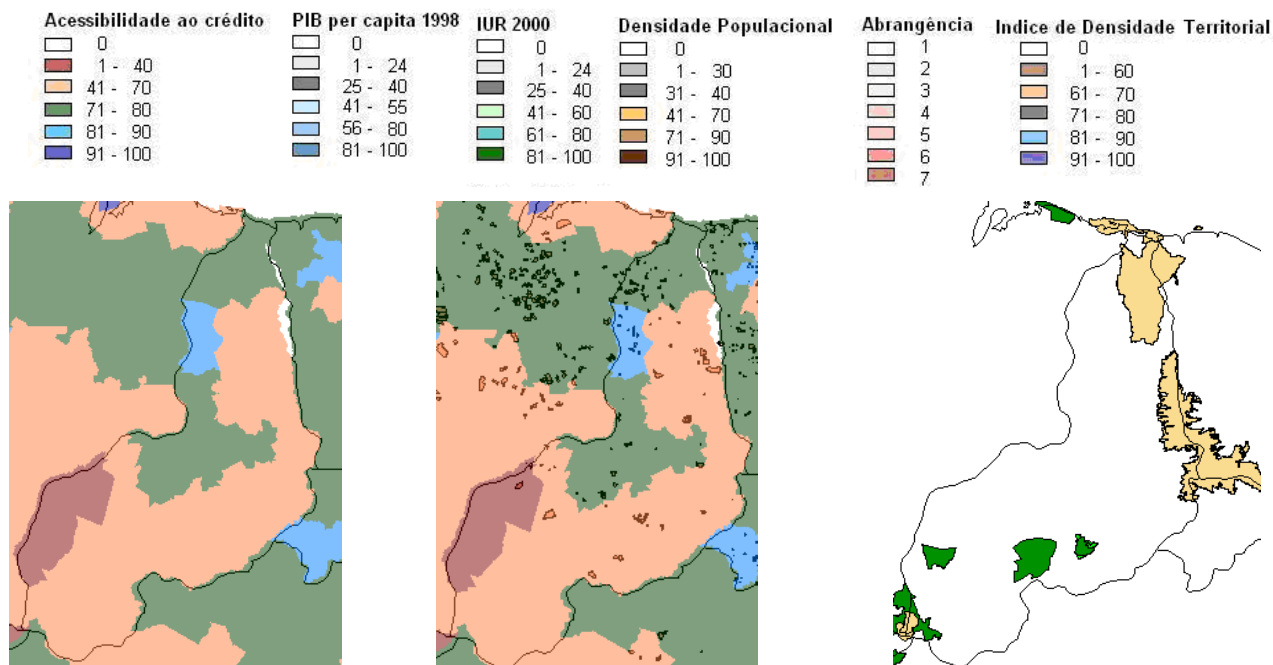 Acessibilidade ao crédito
0
1 - 40
41 - 70
71 - 80
81 - 90
91 - 100
PIB per capita 1998
0
1 - 24
25 - 40
41 - 55
56 - 80
81 - 100
IUR 2000
0
1 - 24
25 - 40
41 - 60
61 - 80
81 - 100
Densidade Populacional
0
1 - 30
31 - 40
41 - 70
71 - 90
91 - 100
Abrangência
1
2
3
4
5
6
7
Indice de Densidade Territorial
0
1 - 60
61 - 70
71 - 80
81 - 90
91 - 100